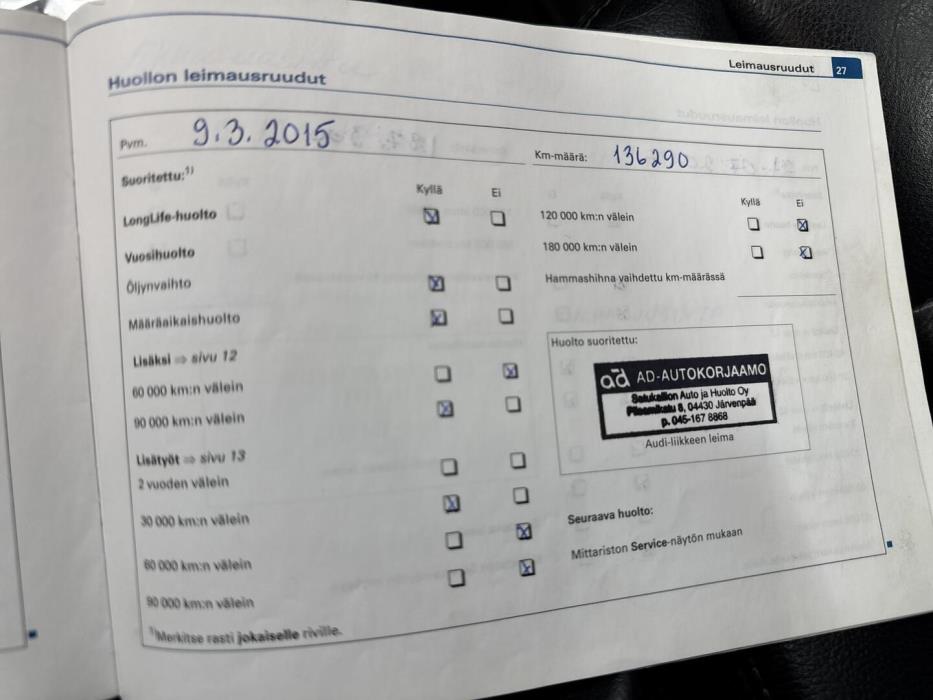 Leimausruudut 27
Huollon leimausruudut
Pvm. 9.3.2015
Km-määrä: 136290
Suoritettu:1)
Kyllä Ei
LongLife-huolto
Vuosihuolto
Öljynvaihto
Määräaikaishuolto
Lisäksi ⇒ sivu 12
60 000 km:n välein
90 000 km:n välein
Lisätyöt ⇒ sivu 13
2 vuoden välein
30 000 km:n välein
60 000 km:n välein
90 000 km:n välein
1)Merkitse rasti jokaiselle riville.
Kyllä Ei
120 000 km:n välein
180 000 km:n välein
Hammashihna vaihdettu km-määrässä
Huolto suoritettu:
ad AD-AUTOKORJAAMO
Satukallion Auto ja Huolto Oy
8, 04430 Järvenpää
p. 045-167 8868
Audi-liikkeen leima
Seuraava huolto:
Mittariston Service-näytön mukaan